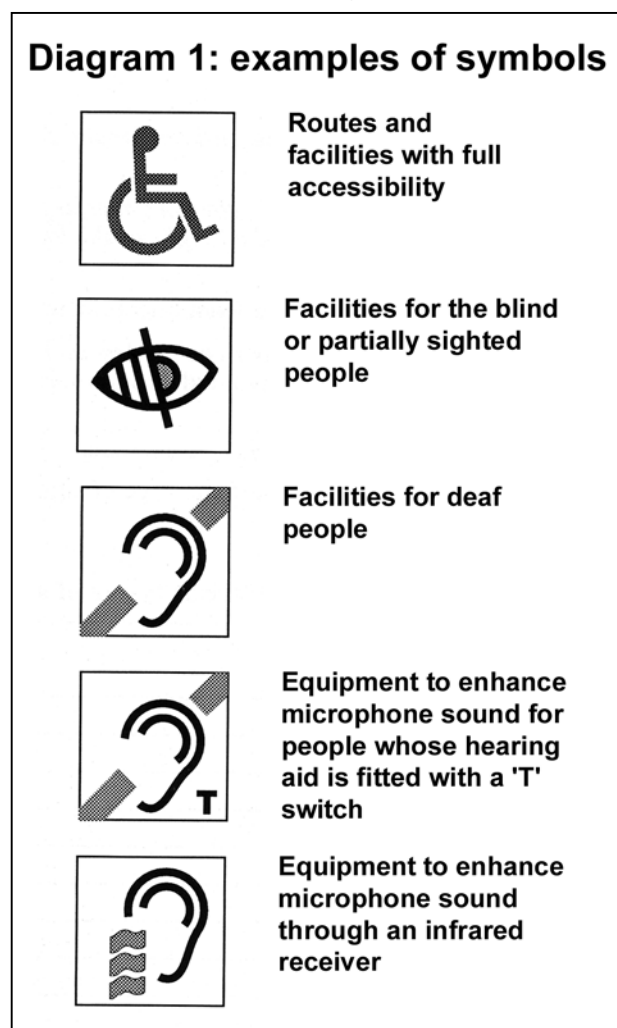 Diagram 1: examples of symbols
Routes and
facilities with full
accessibility
Facilities for the blind
or partially sighted
people
Facilities for deaf
people
Equipment to enhance
microphone sound for
people whose hearing
aid is fitted with a 'T'
switch
T
Equipment to enhance
microphone sound
through an infrared
receiver